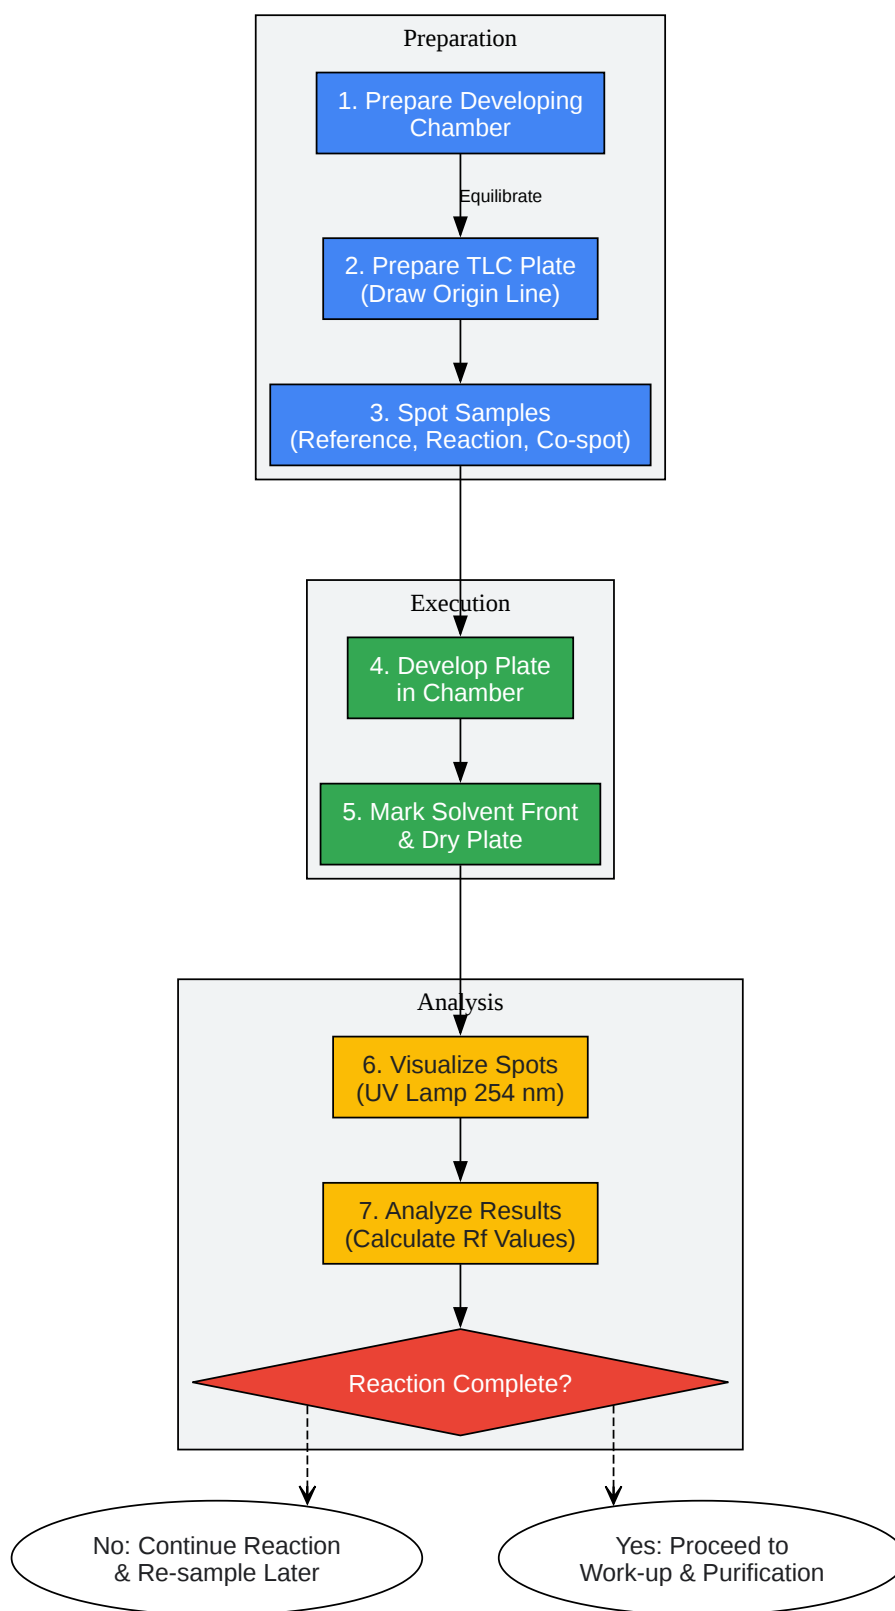 Preparation
1. Prepare Developing
Chamber
Equilibrate
2. Prepare TLC Plate
(Draw Origin Line)
3. Spot Samples
(Reference, Reaction, Co-spot)
Execution
4. Develop Plate
in Chamber
5. Mark Solvent Front
& Dry Plate
Analysis
6. Visualize Spots
(UV Lamp 254 nm)
7. Analyze Results
(Calculate Rf Values)
Reaction Complete?
No: Continue Reaction
& Re-sample Later
Yes: Proceed to
Work-up & Purification